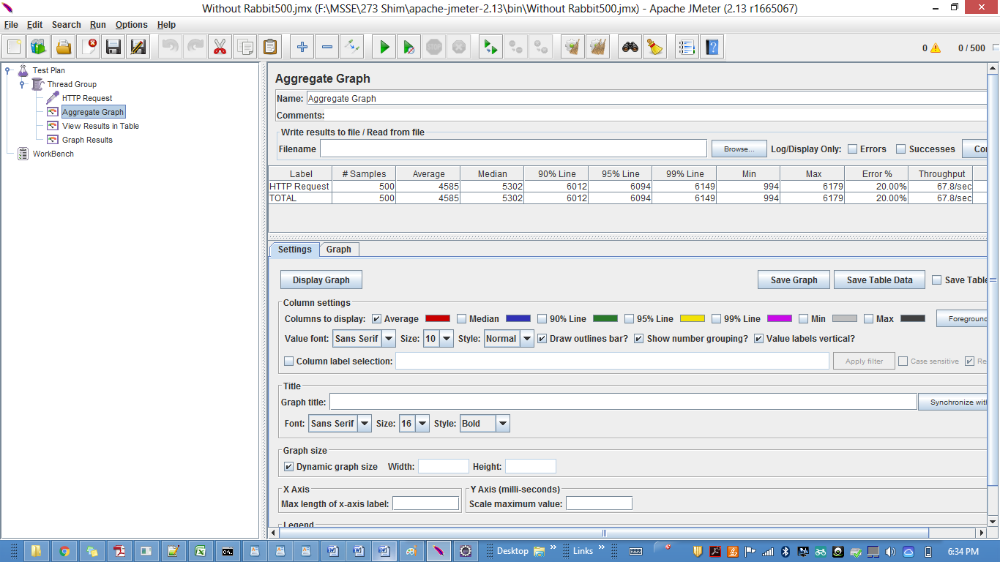 Without Rabbit500.jmx (F:\MSSE\273 Shim\apache-jmeter-2.13\bin\Without Rabbit500.jmx) - Apache JMeter (2.13 r1665067)
File Edit Search Run Options Help
0 0 / 500
Test Plan
Thread Group
HTTP Request
Aggregate Graph
View Results in Table
Graph Results
WorkBench
Aggregate Graph
Name: Aggregate Graph
Comments:
Write results to file / Read from file
Filename Browse... Log/Display Only: Errors Successes Co
Label # Samples Average Median 90% Line 95% Line 99% Line Min Max Error % Throughput
HTTP Request 500 4585 5302 6012 6094 6149 994 6179 20.00% 67.8/sec
TOTAL 500 4585 5302 6012 6094 6149 994 6179 20.00% 67.8/sec
Settings Graph
Display Graph Save Graph Save Table Data Save Table
Column settings
Columns to display: Average Median 90% Line 95% Line 99% Line Min Max Foreground
Value font: Sans Serif Size: 10 Style: Normal Draw outlines bar? Show number grouping? Value labels vertical?
Column label selection: Apply filter Case sensitive Re
Title
Graph title: Synchronize with
Font: Sans Serif Size: 16 Style: Bold
Graph size
Dynamic graph size Width: Height:
X Axis
Max length of x-axis label:
Y Axis (milli-seconds)
Scale maximum value:
Legend
Desktop » Links » 6:34 PM